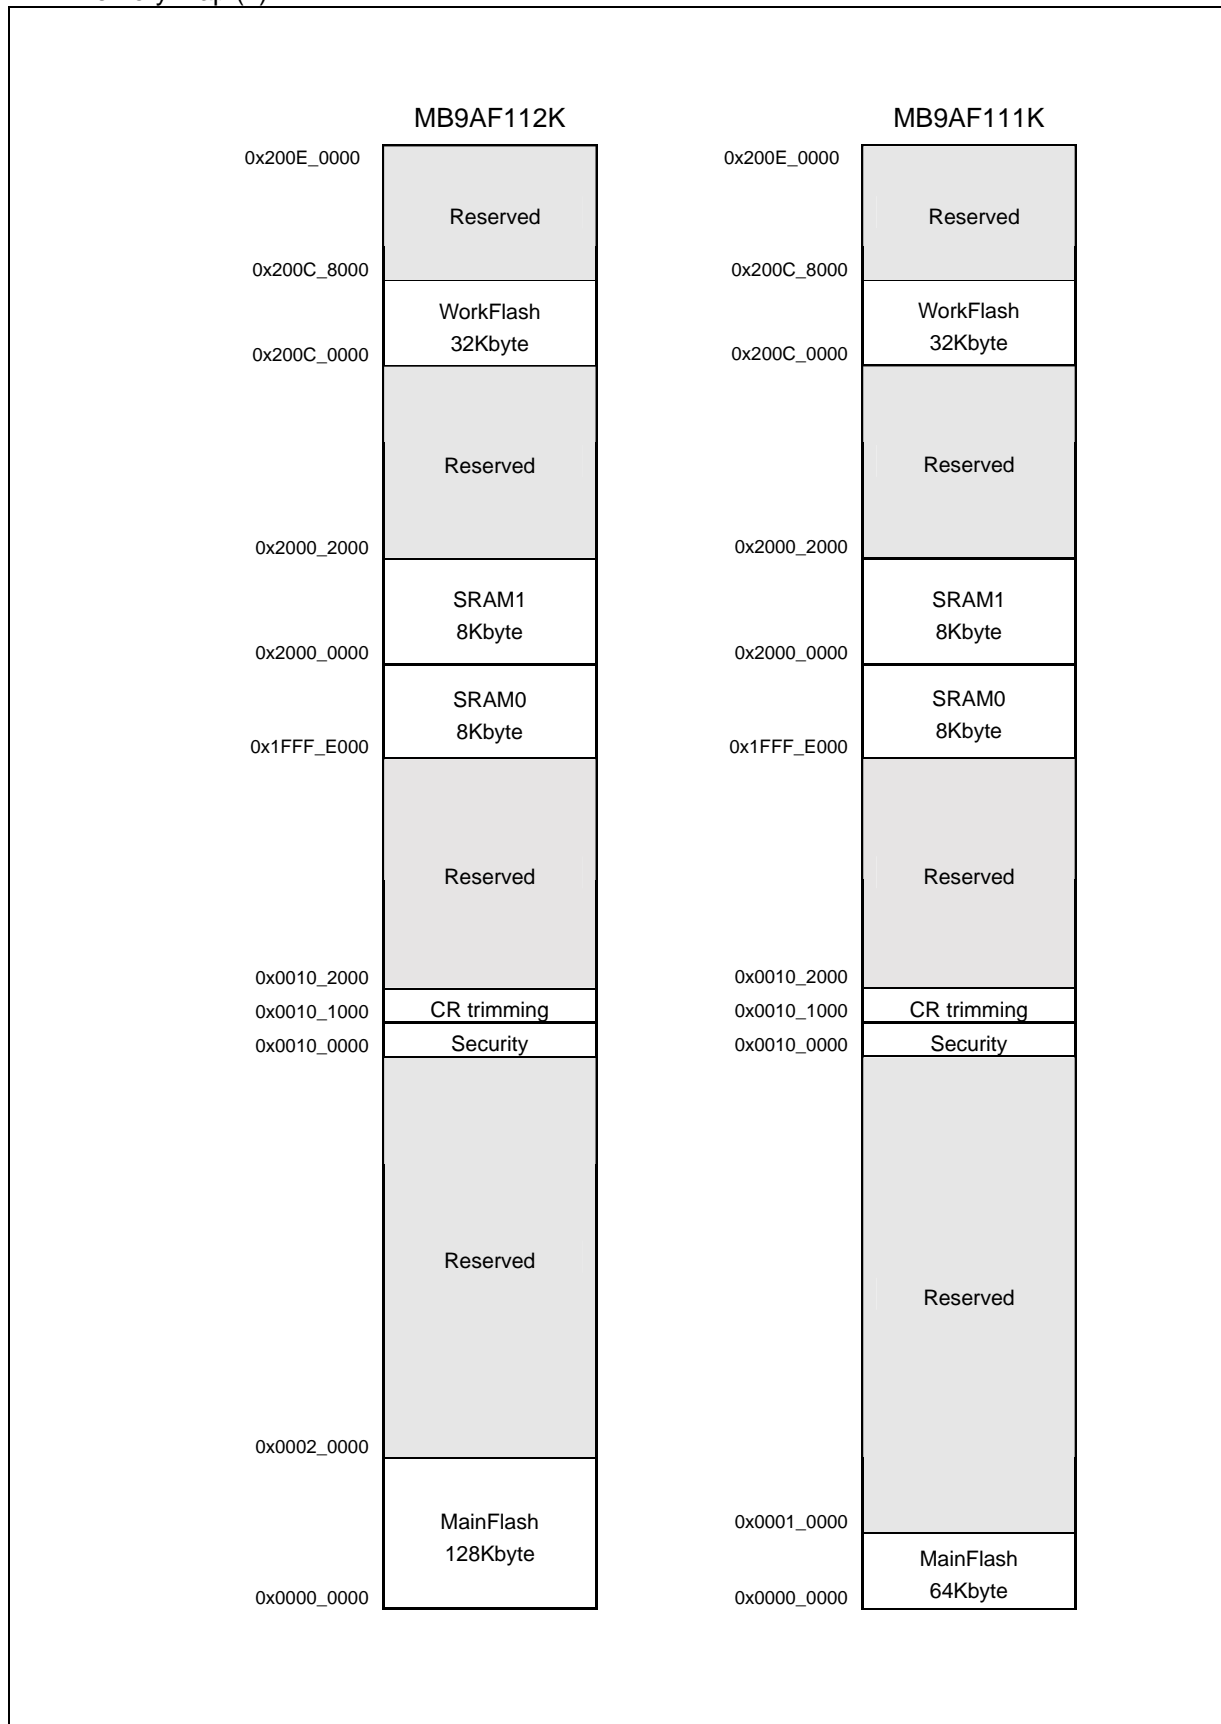 MB9AF112K
0x200E_0000
Reserved
0x200C_8000
WorkFlash
32Kbyte
0x200C_0000
Reserved
0x2000_2000
SRAM1
8Kbyte
0x2000_0000
SRAM0
8Kbyte
0x1FFF_E000
Reserved
0x0010_2000
CR trimming
0x0010_1000
Security
0x0010_0000
Reserved
0x0002_0000
MainFlash
128Kbyte
0x0000_0000
MB9AF111K
0x200E_0000
Reserved
0x200C_8000
WorkFlash
32Kbyte
0x200C_0000
Reserved
0x2000_2000
SRAM1
8Kbyte
0x2000_0000
SRAM0
8Kbyte
0x1FFF_E000
Reserved
0x0010_2000
CR trimming
0x0010_1000
Security
0x0010_0000
Reserved
0x0001_0000
MainFlash
64Kbyte
0x0000_0000